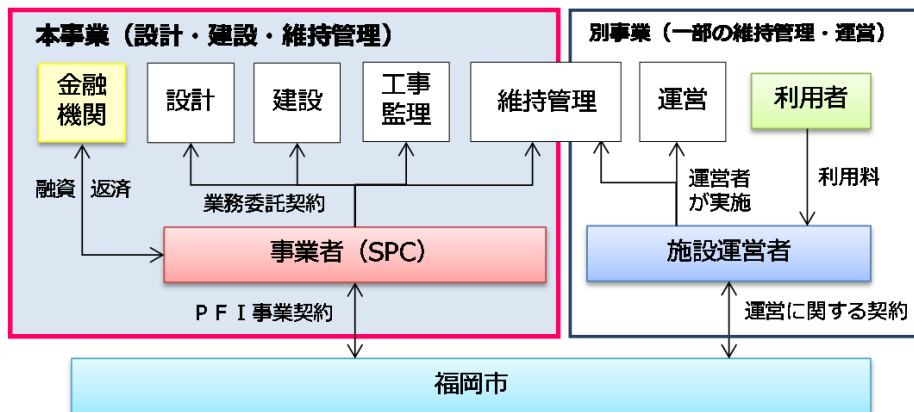 本事業（設計・建設・維持管理）
別事業（一部の維持管理・運営）
金融
機関
設計
建設
工事
監理
維持管理
運営
利用者
融資
返済
業務委託契約
運営者
が実施
利用料
事業者（SPC）
施設運営者
ＰＦＩ事業契約
運営に関する契約
福岡市